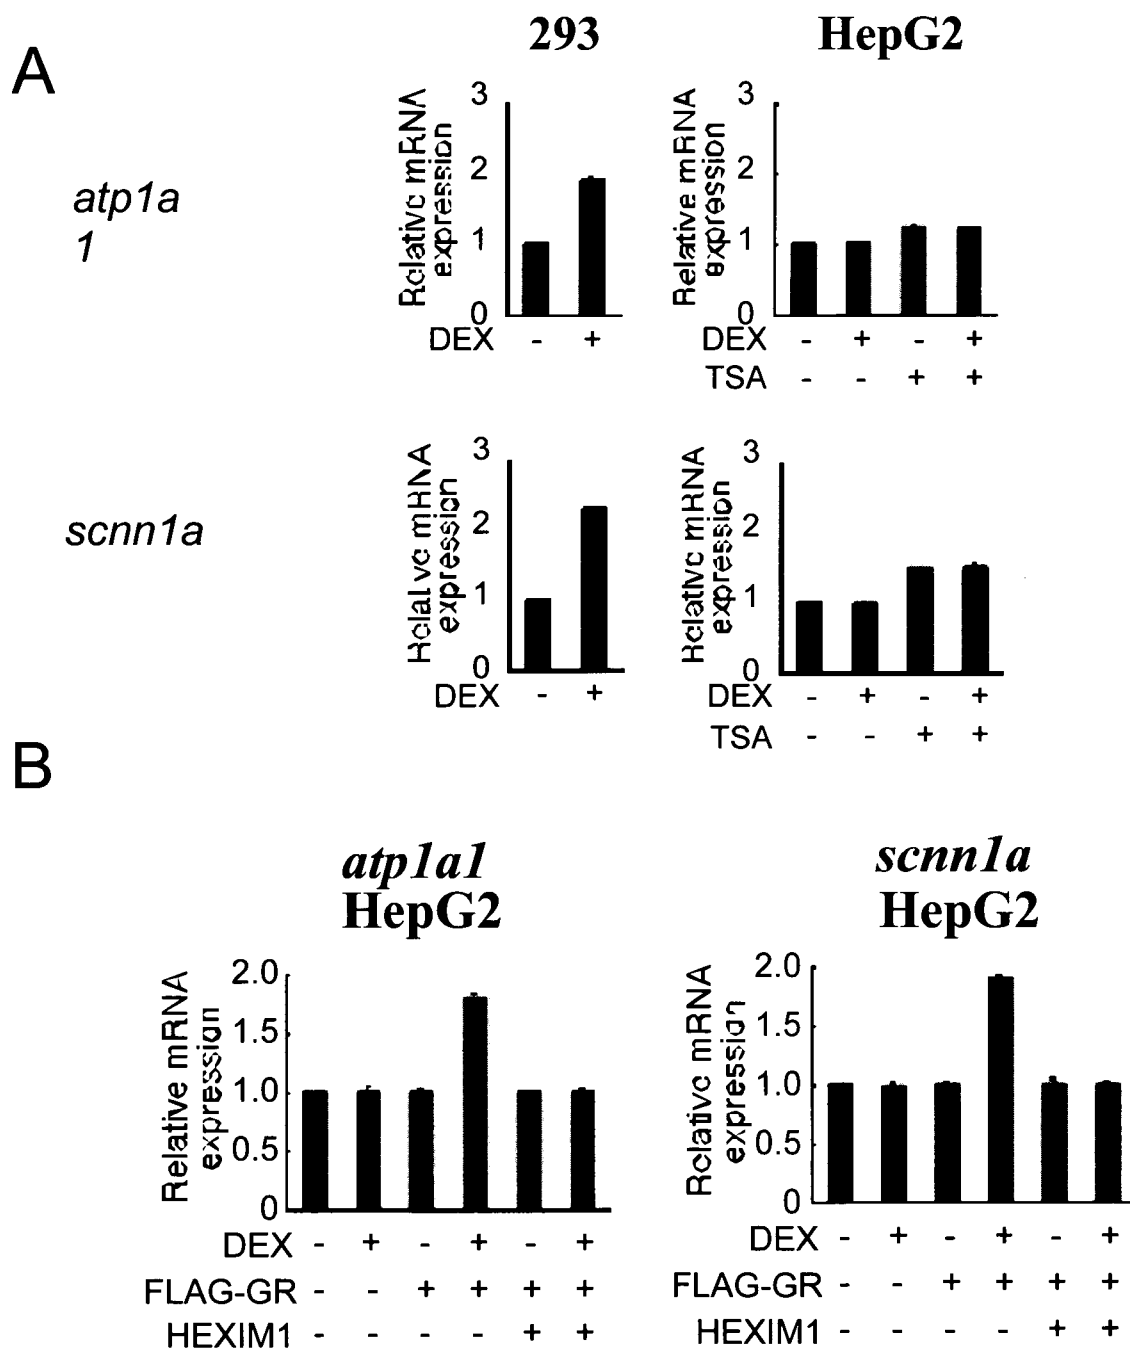 A
293
HepG2
atp1a
1
Relative mRNA
expression
3
2
1
0
DEX - +
Relative mRNA
expression
3
2
1
0
DEX - + - +
TSA - - + +
scnn1a
Relative mRNA
expression
3
2
1
0
DEX - +
Relative mRNA
expression
3
2
1
0
DEX - + - +
TSA - - + +
B
atp1a1
HepG2
Relative mRNA
expression
2.0
1.5
1.0
0.5
0
DEX - + - + - +
FLAG-GR - - + + + +
HEXIM1 - - - - + +
scnn1a
HepG2
Relative mRNA
expression
2.0
1.5
1.0
0.5
0
DEX - + - + - +
FLAG-GR - - + + + +
HEXIM1 - - - - + +